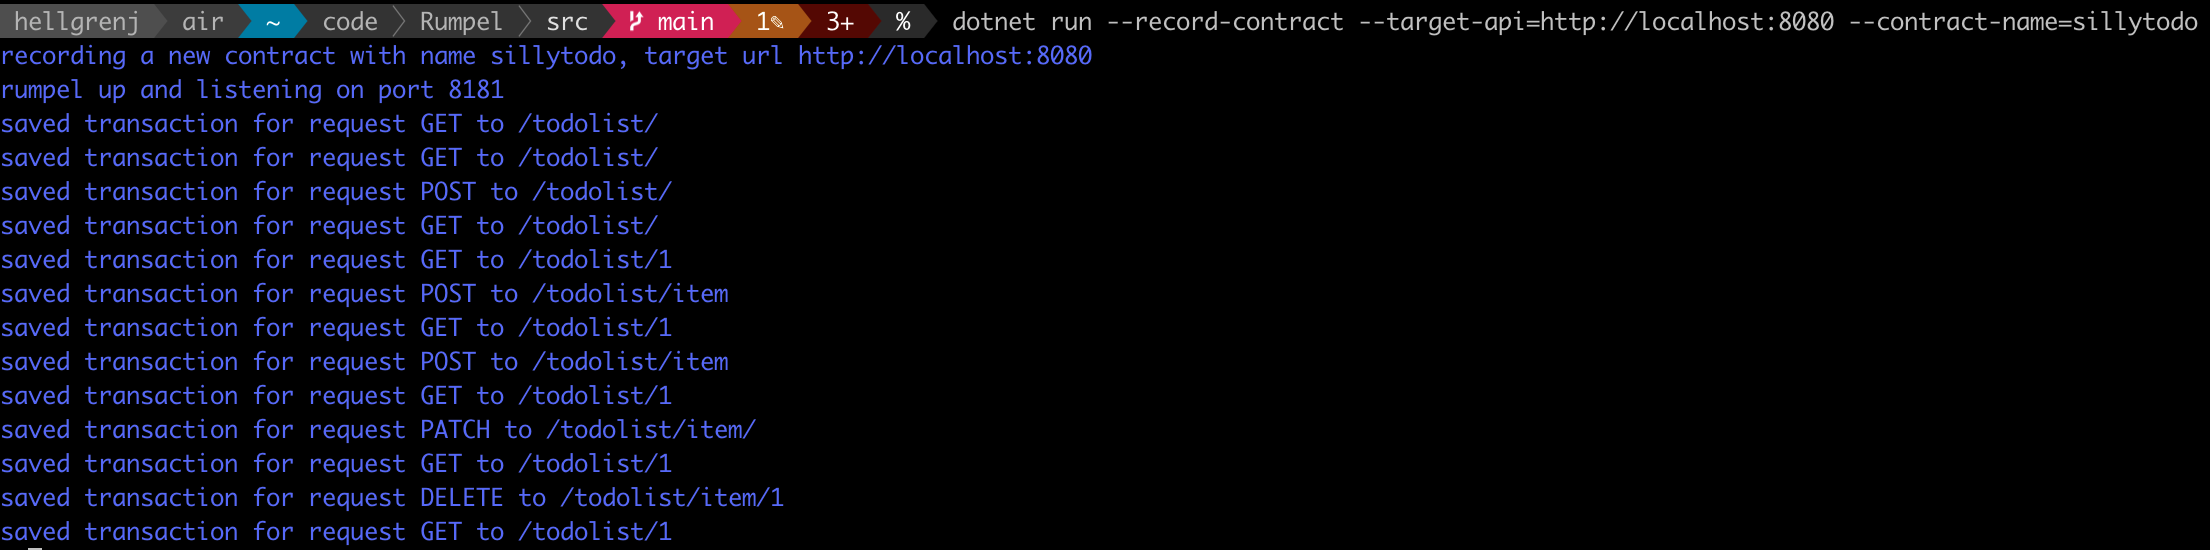 hellgrenj air ~ code Rumpel src main 1✎ 3+ % dotnet run --record-contract --target-api=http://localhost:8080 --contract-name=sillytodo
recording a new contract with name sillytodo, target url http://localhost:8080
rumpel up and listening on port 8181
saved transaction for request GET to /todolist/
saved transaction for request GET to /todolist/
saved transaction for request POST to /todolist/
saved transaction for request GET to /todolist/
saved transaction for request GET to /todolist/1
saved transaction for request POST to /todolist/item
saved transaction for request GET to /todolist/1
saved transaction for request POST to /todolist/item
saved transaction for request GET to /todolist/1
saved transaction for request PATCH to /todolist/item/
saved transaction for request GET to /todolist/1
saved transaction for request DELETE to /todolist/item/1
saved transaction for request GET to /todolist/1